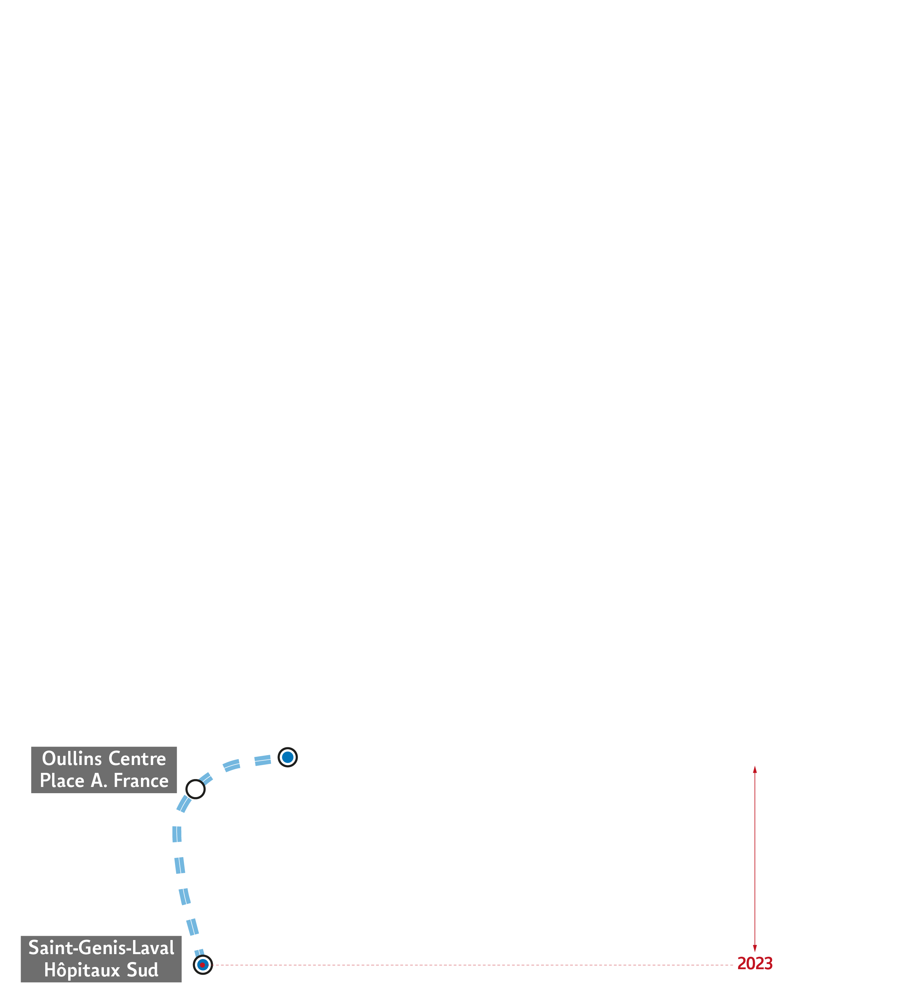 Oullins Centre
Place A. France
Saint-Genis-Laval
Hôpitaux Sud
2023